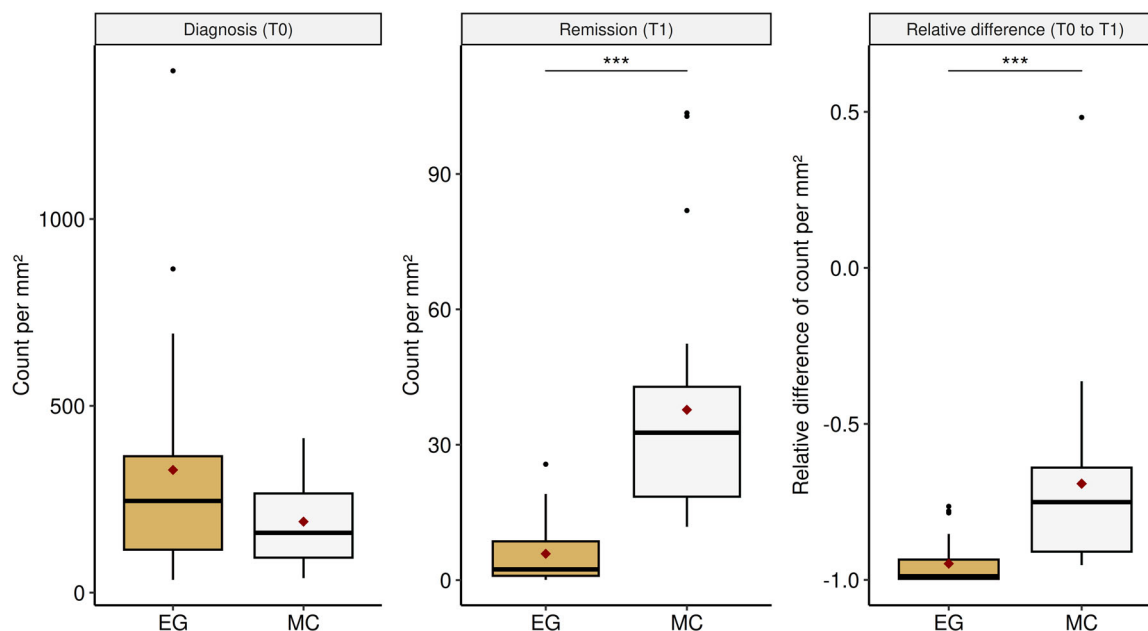 Diagnosis (T0)
Count per mm²
1000
500
0
EG
MC
Remission (T1)
***
Count per mm²
90
60
30
0
EG
MC
Relative difference (T0 to T1)
***
Relative difference of count per mm²
0.5
0.0
-0.5
-1.0
EG
MC